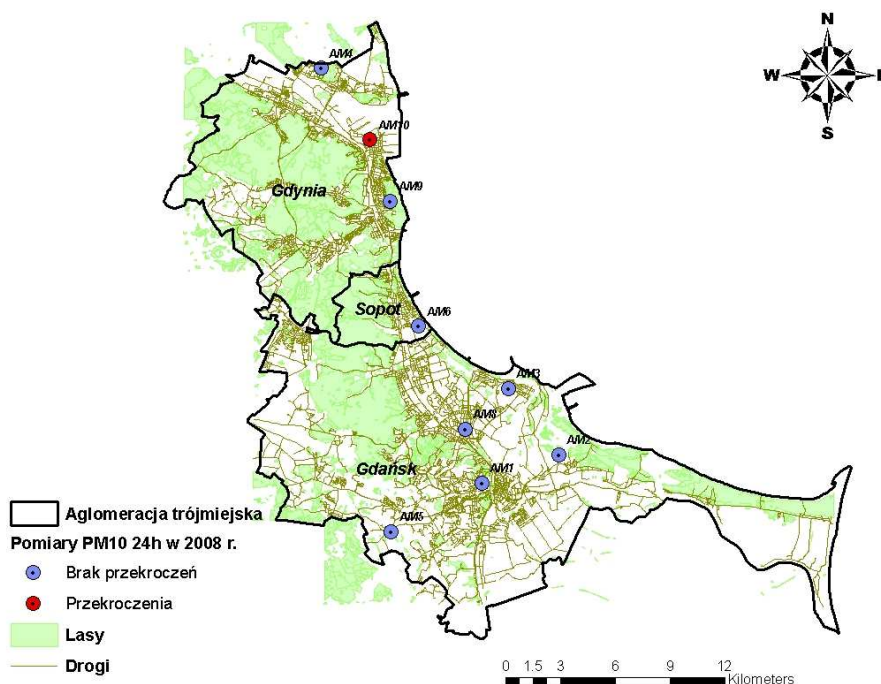 N
W
E
S
AM4
AM10
Gdynia
AM9
Sopot
AM6
AM3
AM8
AM2
Gdańsk
AM1
AM5
Aglomeracja trójmiejska
Pomiary PM10 24h w 2008 r.
Brak przekroczeń
Przekroczenia
Lasy
Drogi
0 1.5 3 6 9 12
Kilometers